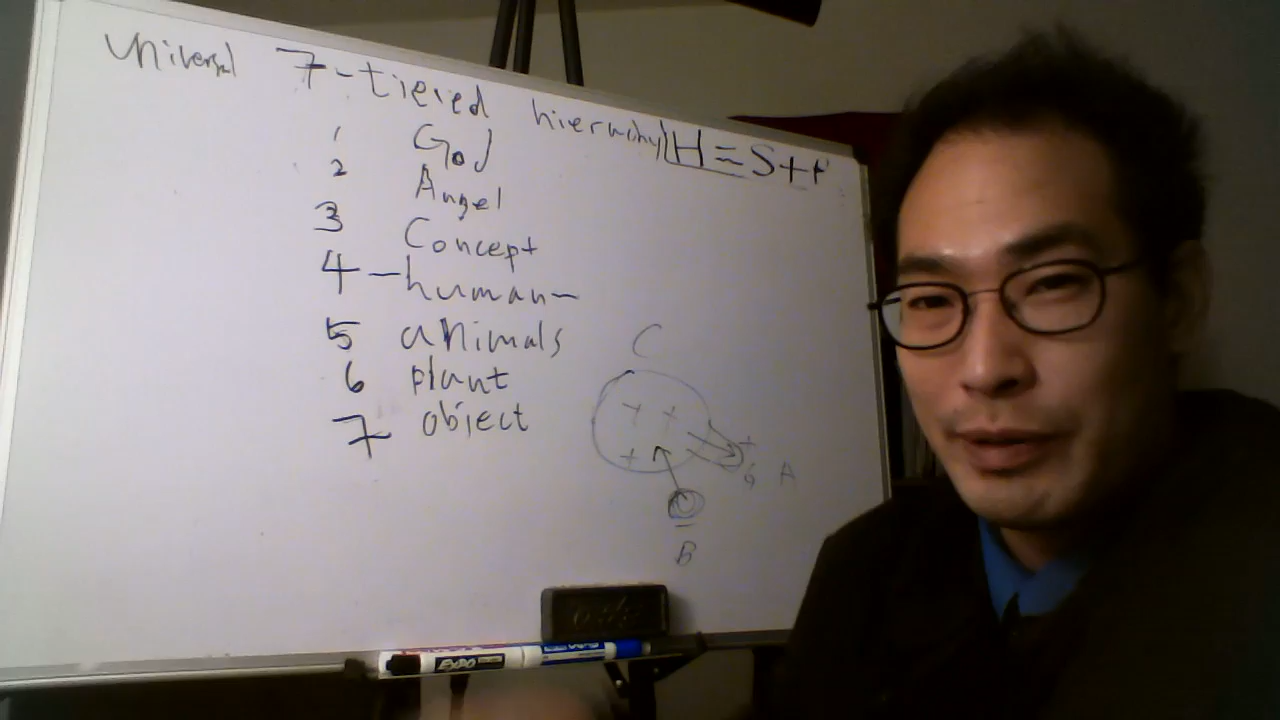 Universal 7-tiered hierarchy H = S+P
1 God
2 Angel
3 Concept
4 - human -
5 animals
6 plant
7 object
C
+ +
+
+
A
B
EXPO